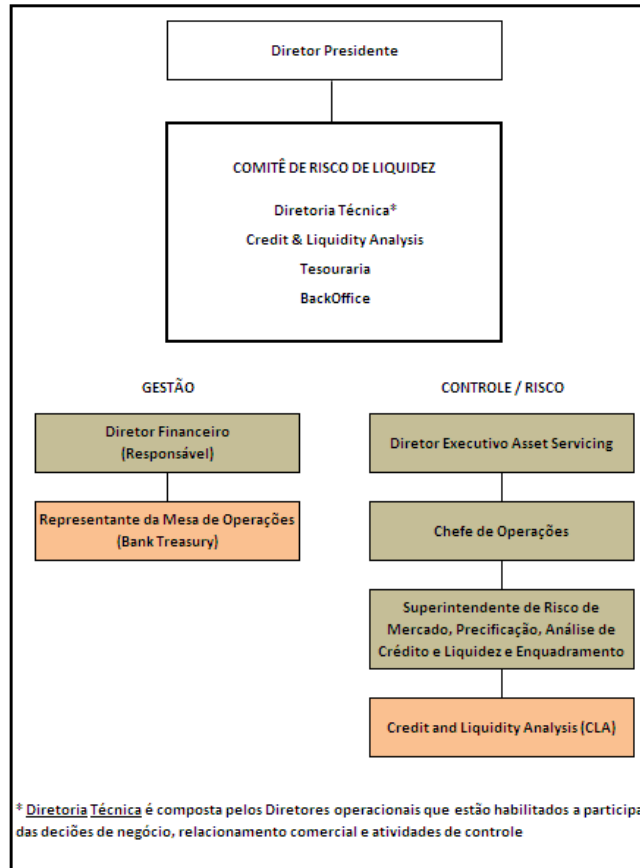 Diretor Presidente
COMITÊ DE RISCO DE LIQUIDEZ
Diretoria Técnica*
Credit & Liquidity Analysis
Tesouraria
BackOffice
GESTÃO
Diretor Financeiro
(Responsável)
Representante da Mesa de Operações
(Bank Treasury)
CONTROLE / RISCO
Diretor Executivo Asset Servicing
Chefe de Operações
Superintendente de Risco de
Mercado, Precificação, Análise de
Crédito e Liquidez e Enquadramento
Credit and Liquidity Analysis (CLA)
* Diretoria Técnica é composta pelos Diretores operacionais que estão habilitados a participa
das deciões de negócio, relacionamento comercial e atividades de controle